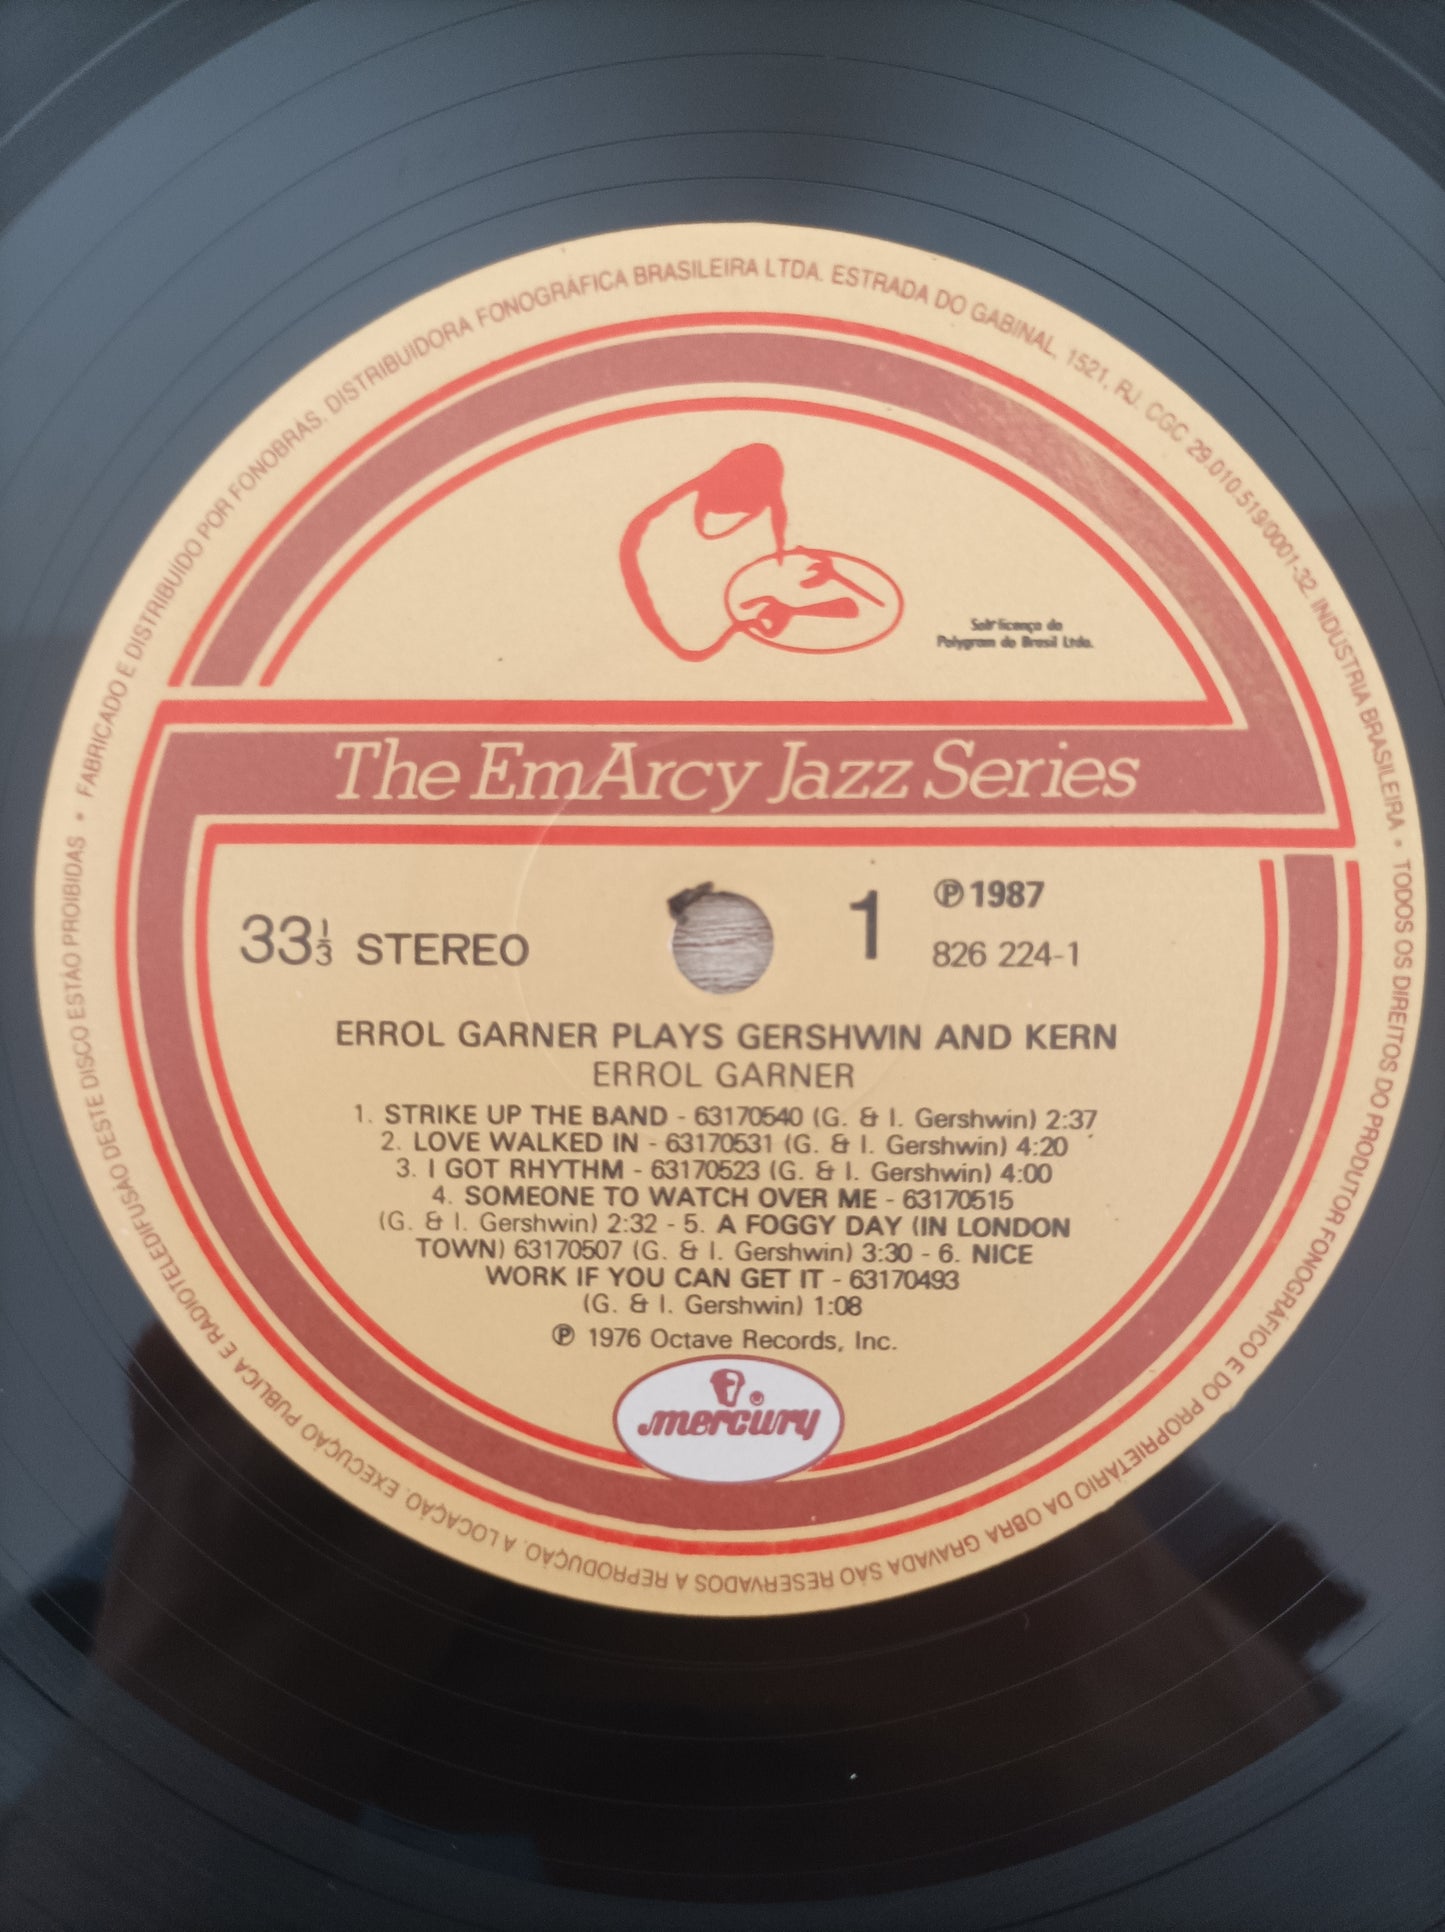 FABRICADO E DISTRIBUÍDO POR FONOBRAS. DISTRIBUIDORA FONOGRÁFICA BRASILEIRA LTDA. ESTRADA DO GABINAL, 1521, RJ. CGC 29.010.519/0001-32. INDUSTRIA BRASILEIRA • TODOS OS DIREITOS DO PRODUTOR FONOGRÁFICO E DO PROPRIETÁRIO DA OBRA GRAVADA SÃO RESERVADOS A REPRODUÇÃO. A LOCAÇÃO. EXECUÇÃO PUBLICA E RADIOTELEDIFUSÃO DESTE DISCO ESTÃO PROIBIDAS •
Sob licença da
Polygram do Brasil Ltda.
The EmArcy Jazz Series
33⅓ STEREO
1
℗ 1987
826 224-1
ERROL GARNER PLAYS GERSHWIN AND KERN
ERROL GARNER
1. STRIKE UP THE BAND - 63170540 (G. & I. Gershwin) 2:37
2. LOVE WALKED IN - 63170531 (G. & I. Gershwin) 4:20
3. I GOT RHYTHM - 63170523 (G. & I. Gershwin) 4:00
4. SOMEONE TO WATCH OVER ME - 63170515
(G. & I. Gershwin) 2:32 - 5. A FOGGY DAY (IN LONDON
TOWN) 63170507 (G. & I. Gershwin) 3:30 - 6. NICE
WORK IF YOU CAN GET IT - 63170493
(G. & I. Gershwin) 1:08
℗ 1976 Octave Records, Inc.
mercury